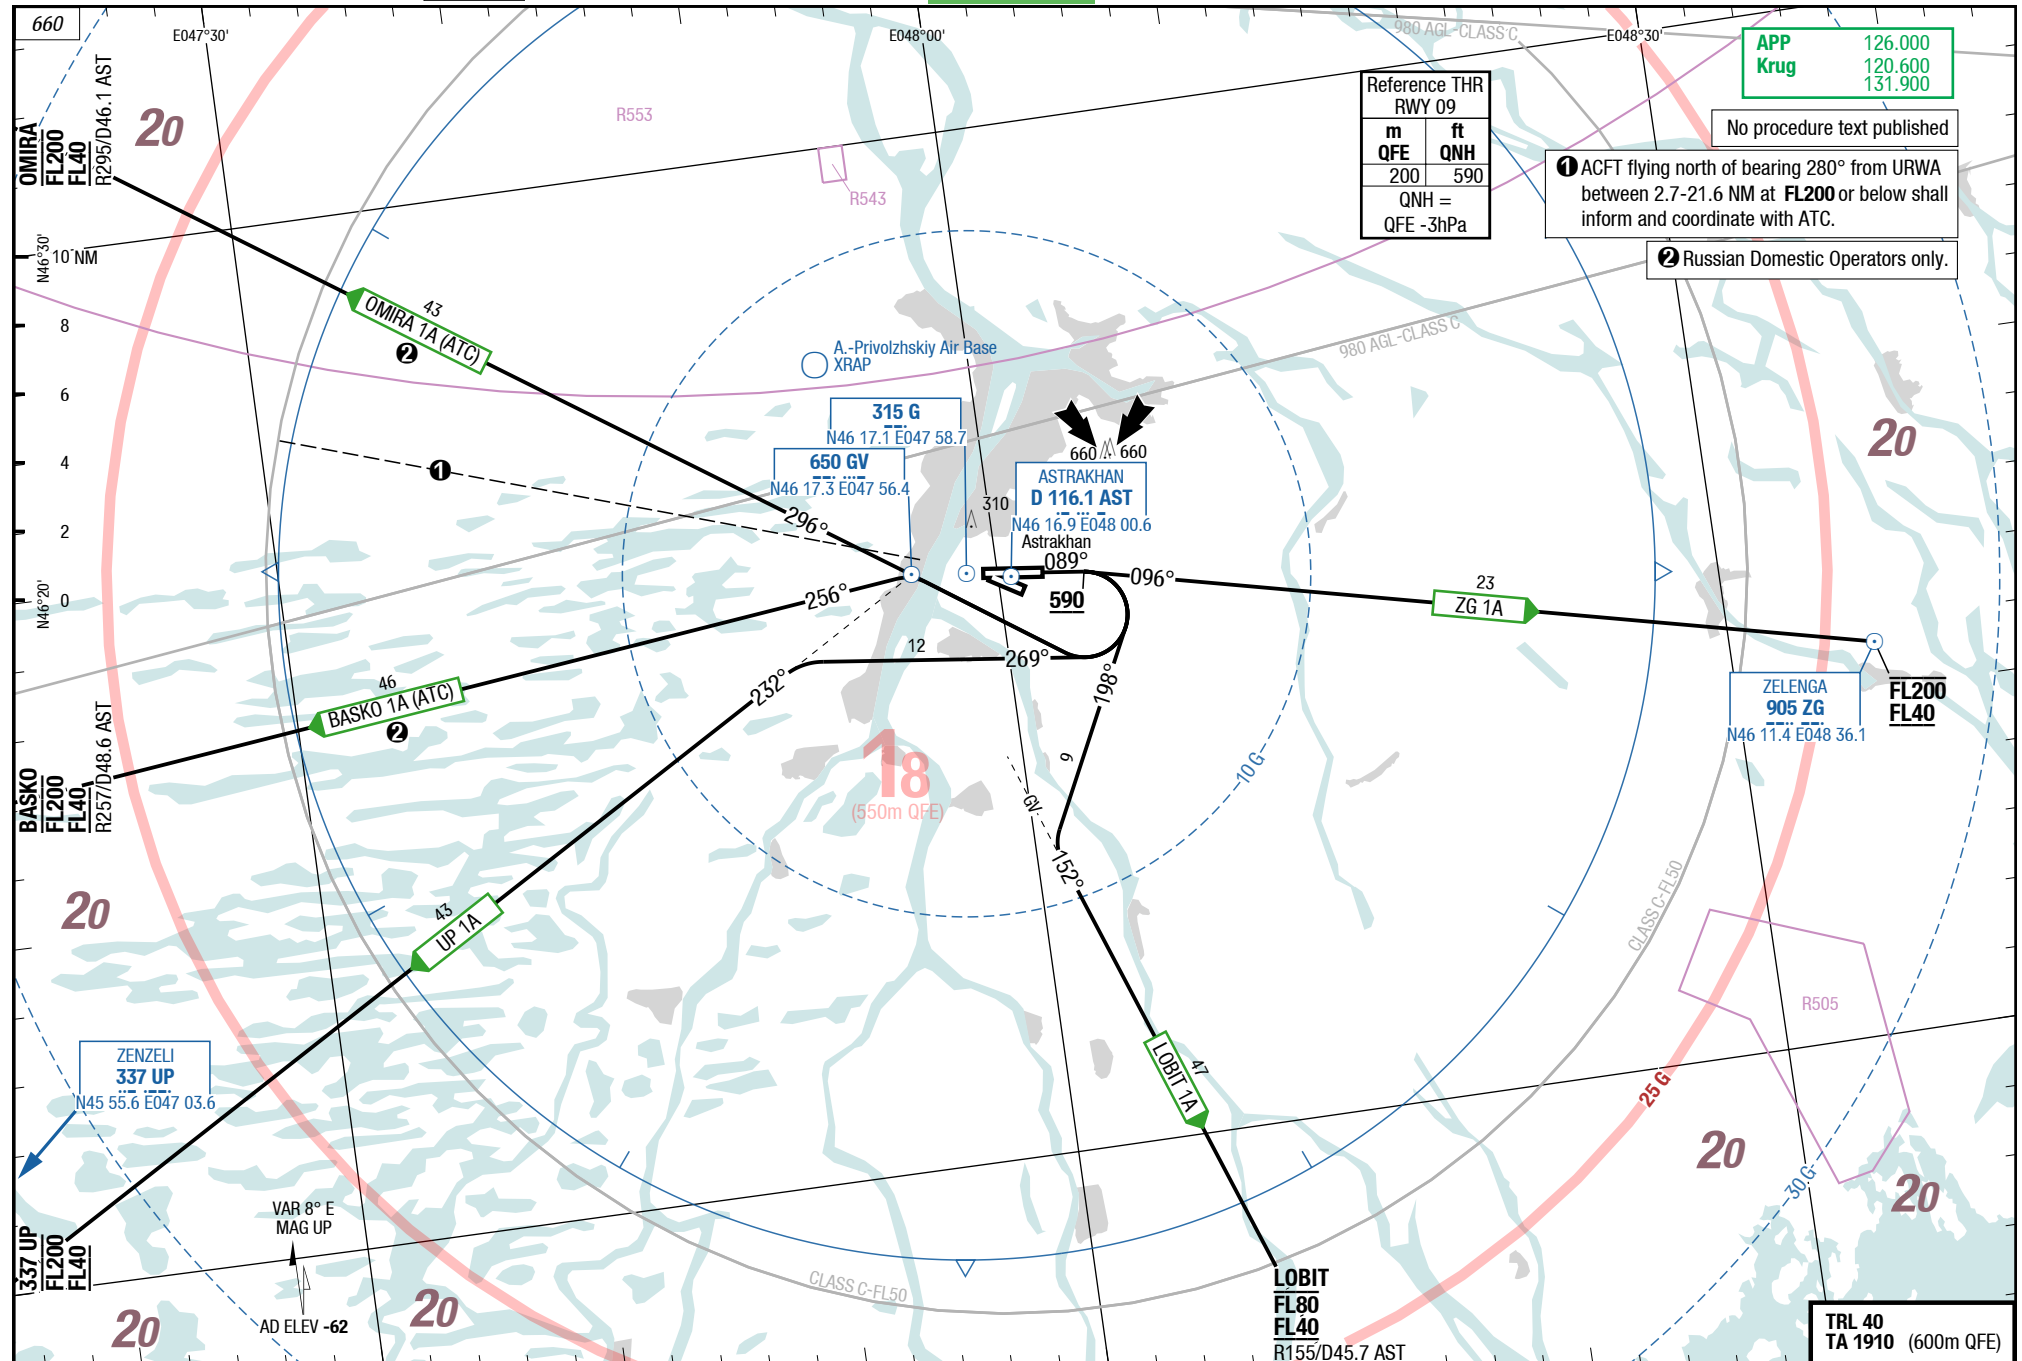 660
E047°30'
E048°00'
980 AGL-CLASS C
E048°30'
APP 126.000
Krug 120.600
131.900
Reference THR
RWY 09
m ft
QFE QNH
200 590
QNH =
QFE -3hPa
No procedure text published
❶ ACFT flying north of bearing 280° from URWA
between 2.7-21.6 NM at FL200 or below shall
inform and coordinate with ATC.
❷ Russian Domestic Operators only.
OMIRA
FL200
FL40
R295/D46.1 AST
20
R553
R543
N46°30'
10 NM
8
6
4
2
0
N46°20'
43
OMIRA 1A (ATC)
❷
A.-Privolzhskiy Air Base
XRAP
980 AGL-CLASS C
315 G
N46 17.1 E047 58.7
650 GV
N46 17.3 E047 56.4
660 660
ASTRAKHAN
D 116.1 AST
N46 16.9 E048 00.6
Astrakhan
310
20
❶
296°
089°
096°
590
23
ZG 1A
256°
12
269°
232°
198°
46
BASKO 1A (ATC)
❷
ZELENGA
905 ZG
N46 11.4 E048 36.1
FL200
FL40
BASKO
FL200
FL40
R257/D48.6 AST
18
(550m QFE)
9
GV
10 G
152°
20
43
UP 1A
CLASS C-FL50
R505
ZENZELI
337 UP
N45 55.6 E047 03.6
47
LOBIT 1A
25 G
20
30 G
20
VAR 8° E
MAG UP
337 UP
FL200
FL40
AD ELEV -62
20
20
CLASS C-FL50
LOBIT
FL80
FL40
R155/D45.7 AST
TRL 40
TA 1910 (600m QFE)